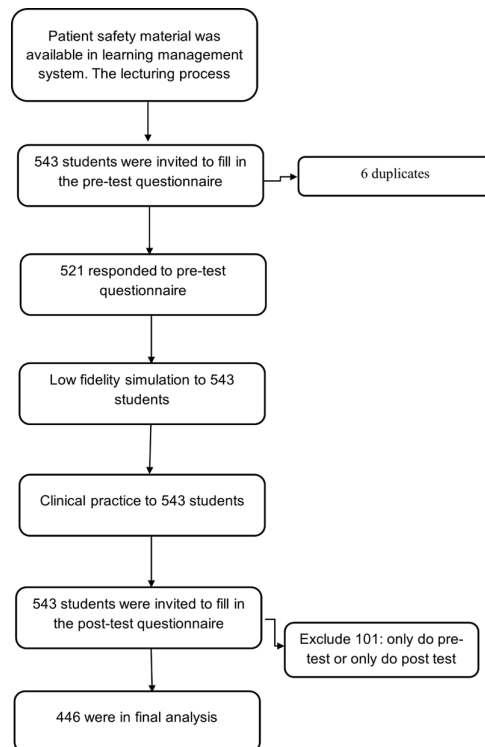 Patient safety material was
available in learning management
system. The lecturing process
543 students were invited to fill in
the pre-test questionnaire
6 duplicates
521 responded to pre-test
questionnaire
Low fidelity simulation to 543
students
Clinical practice to 543 students
543 students were invited to fill in
the post-test questionnaire
Exclude 101: only do pre-
test or only do post test
446 were in final analysis